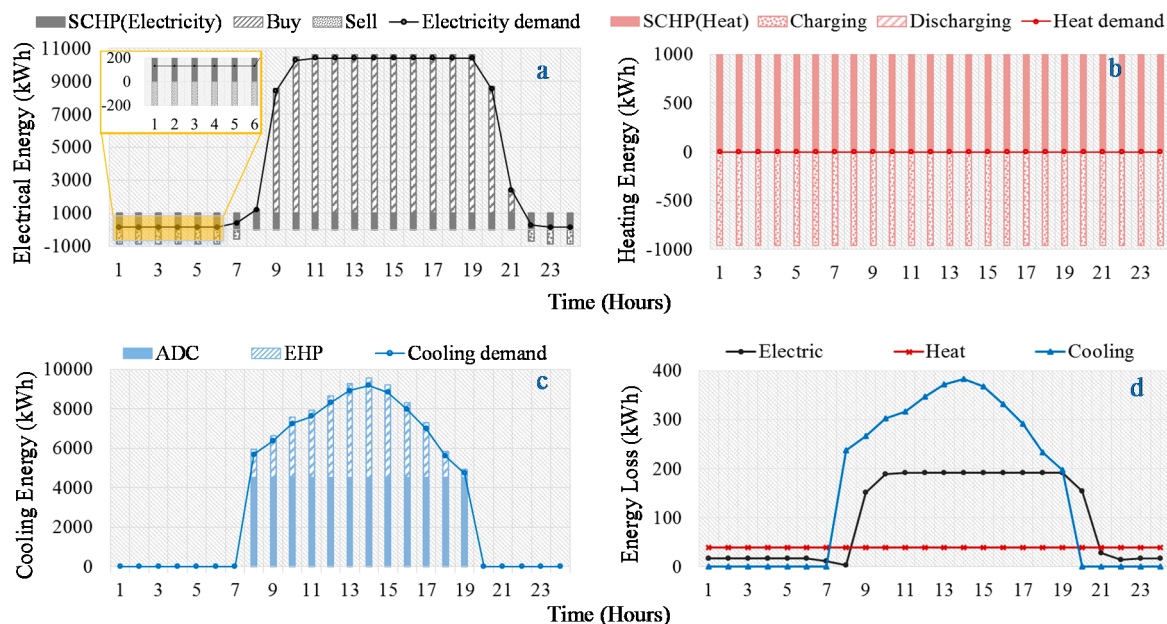 SCHP(Electricity) Buy Sell Electricity demand
11000
9000
7000
5000
3000
1000
-1000
Electrical Energy (kWh)
a
200
0
-200
1 2 3 4 5 6
1 3 5 7 9 11 13 15 17 19 21 23
SCHP(Heat) Charging Discharging Heat demand
1000
500
0
-500
-1000
Heating Energy (kWh)
b
1 3 5 7 9 11 13 15 17 19 21 23
Time (Hours)
ADC EHP Cooling demand
10000
8000
6000
4000
2000
0
Cooling Energy (kWh)
c
1 3 5 7 9 11 13 15 17 19 21 23
Electric Heat Cooling
400
300
200
100
0
Energy Loss (kWh)
d
1 3 5 7 9 11 13 15 17 19 21 23
Time (Hours)